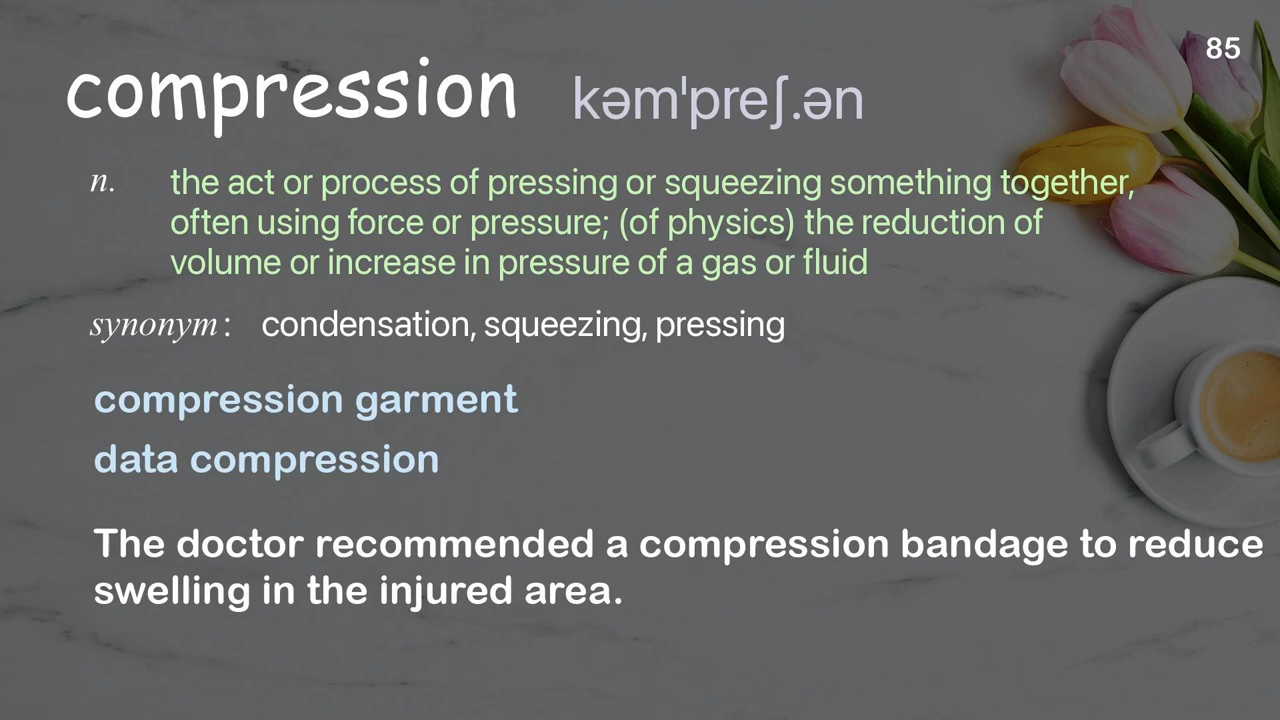 85
compression kəmˈpreʃ.ən
n. the act or process of pressing or squeezing something together,
often using force or pressure; (of physics) the reduction of
volume or increase in pressure of a gas or fluid
synonym: condensation, squeezing, pressing
compression garment
data compression
The doctor recommended a compression bandage to reduce
swelling in the injured area.